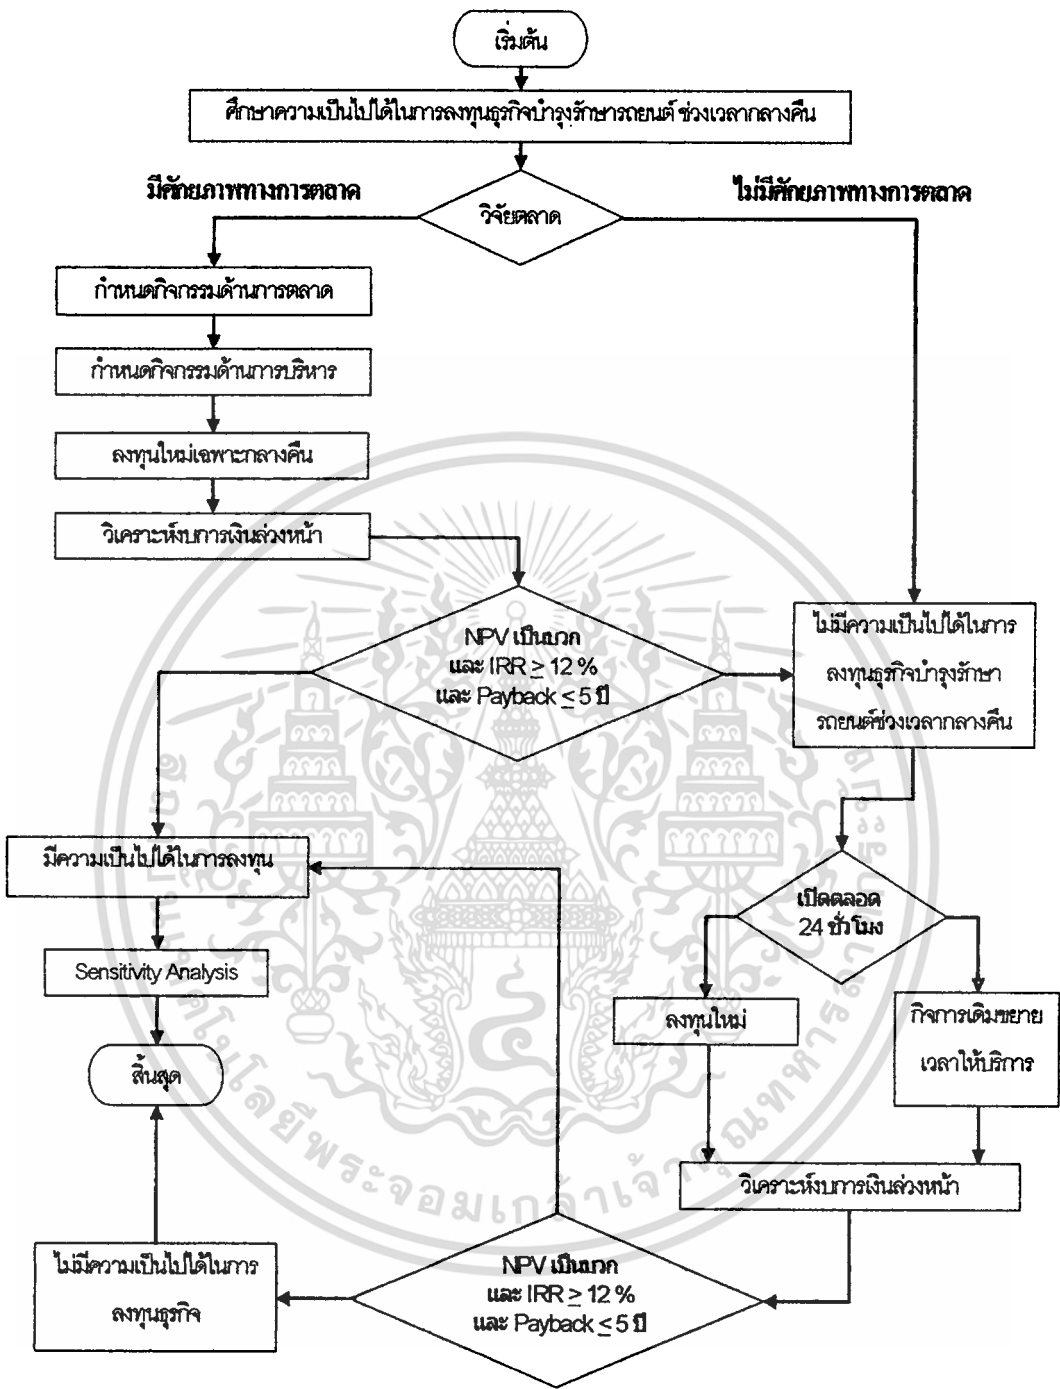 เริ่มต้น
ศึกษาความเป็นไปได้ในการลงทุนธุรกิจบำรุงรักษารถยนต์ ช่วงเวลากลางคืน
มีศักยภาพทางการตลาด
ไม่มีศักยภาพทางการตลาด
วิจัยตลาด
กำหนดกิจกรรมด้านการตลาด
กำหนดกิจกรรมด้านการบริหาร
ลงทุนใหม่เฉพาะกลางคืน
วิเคราะห์งบการเงินล่วงหน้า
NPV เป็นบวก
และ IRR ≥ 12 %
และ Payback ≤ 5 ปี
ไม่มีความเป็นไปได้ในการ
ลงทุนธุรกิจบำรุงรักษา
รถยนต์ช่วงเวลากลางคืน
มีความเป็นไปได้ในการลงทุน
เปิดตลอด
24 ชั่วโมง
Sensitivity Analysis
ลงทุนใหม่
กิจการเดิมขยาย
เวลาให้บริการ
สิ้นสุด
วิเคราะห์งบการเงินล่วงหน้า
ไม่มีความเป็นไปได้ในการ
ลงทุนธุรกิจ
NPV เป็นบวก
และ IRR ≥ 12 %
และ Payback ≤ 5 ปี